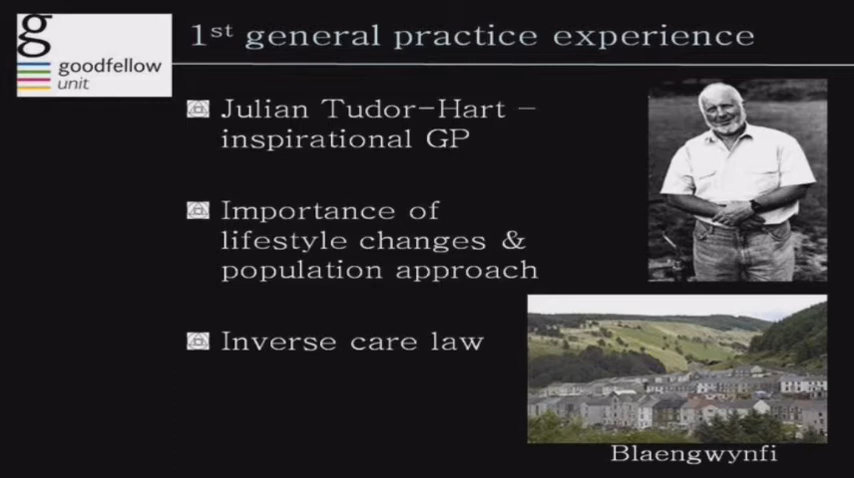 g
goodfellow
unit
1st general practice experience
Julian Tudor-Hart –
inspirational GP
Importance of
lifestyle changes &
population approach
Inverse care law
Blaengwynfi